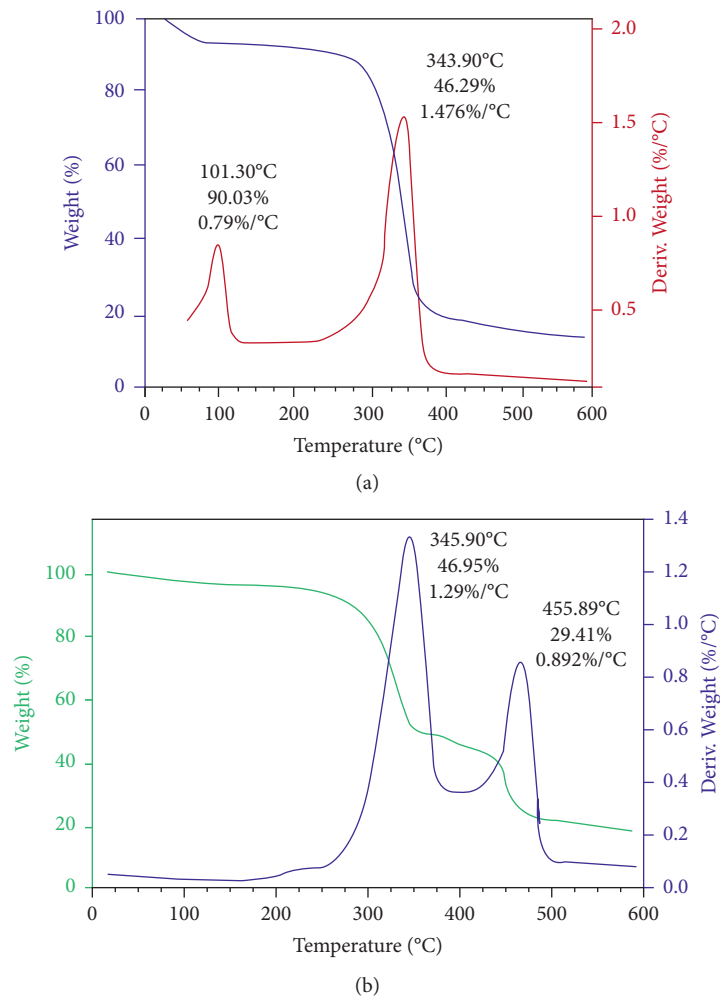 100
80
60
40
20
0
Weight (%)
2.0
1.5
1.0
0.5
Deriv. Weight (%/°C)
343.90°C
46.29%
1.476%/°C
101.30°C
90.03%
0.79%/°C
0 100 200 300 400 500 600
Temperature (°C)
(a)
100
80
60
40
20
0
Weight (%)
1.4
1.2
1.0
0.8
0.6
0.4
0.2
0.0
Deriv. Weight (%/°C)
345.90°C
46.95%
1.29%/°C
455.89°C
29.41%
0.892%/°C
0 100 200 300 400 500 600
Temperature (°C)
(b)